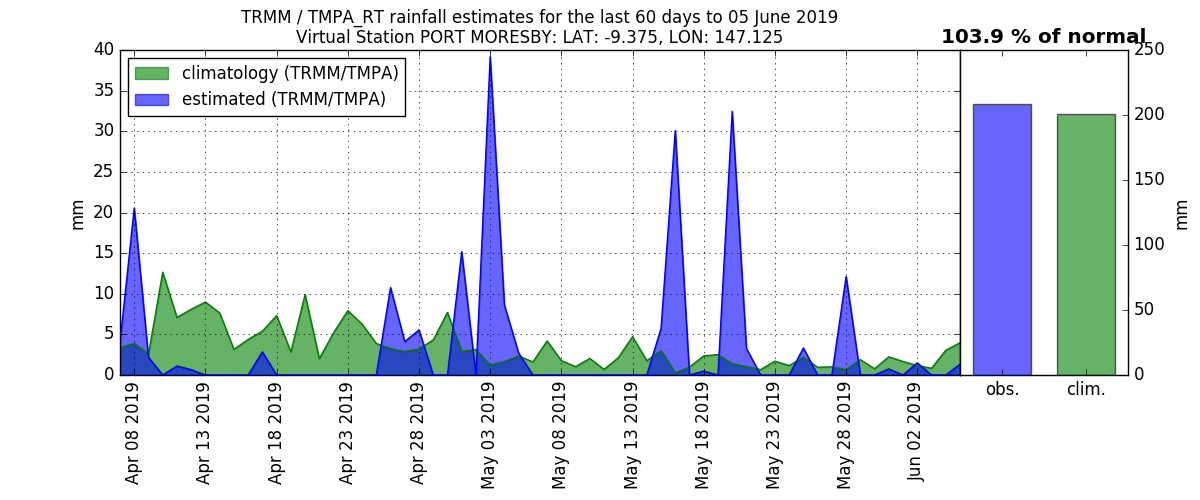 TRMM / TMPA_RT rainfall estimates for the last 60 days to 05 June 2019
Virtual Station PORT MORESBY: LAT: -9.375, LON: 147.125
103.9 % of normal
climatology (TRMM/TMPA)
estimated (TRMM/TMPA)
mm
40
35
30
25
20
15
10
5
0
Apr 08 2019
Apr 13 2019
Apr 18 2019
Apr 23 2019
Apr 28 2019
May 03 2019
May 08 2019
May 13 2019
May 18 2019
May 23 2019
May 28 2019
Jun 02 2019
250
200
150
100
50
0
mm
obs.
clim.